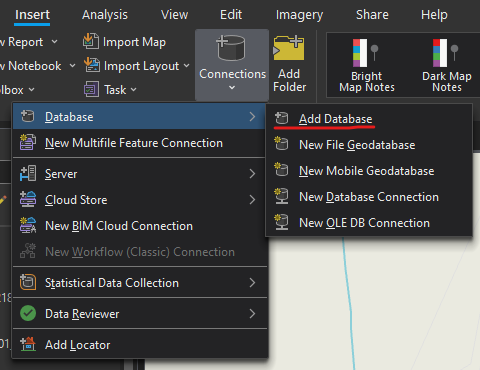 Insert Analysis View Edit Imagery Share Help
Report Import Map
Notebook Import Layout
Task
Connections
Add
Folder
Bright
Map Notes
Dark Map
Notes
Database
New Multifile Feature Connection
Server
Cloud Store
New BIM Cloud Connection
New Workflow (Classic) Connection
Statistical Data Collection
Data Reviewer
Add Locator
Add Database
New File Geodatabase
New Mobile Geodatabase
New Database Connection
New OLE DB Connection